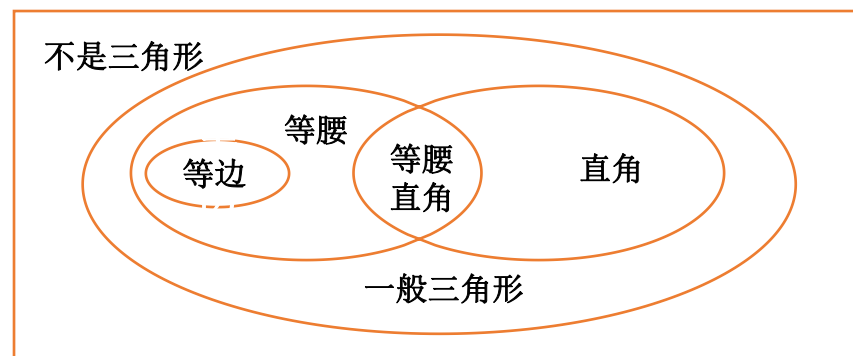 不是三角形
等腰
等边
等腰
直角
直角
一般三角形